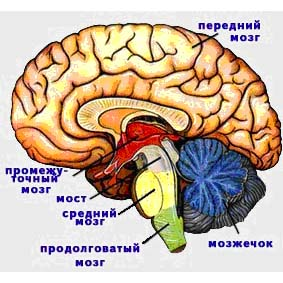 передний
мозг
промежу-
точный
мозг
мост
средний
мозг
продолговатый
мозг
мозжечок